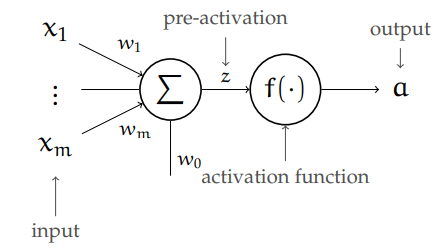 pre-activation
output
x₁
w₁
z
⋮
Σ
f(·)
a
wₘ
xₘ
w₀
activation function
input